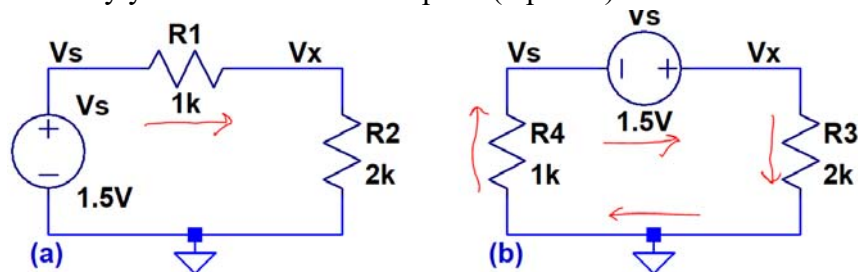 R1
Vs
Vx
Vs
1k
+
−
R2
2k
1.5V
(a)
Vs
Vs
Vx
− +
1.5V
R4
1k
R3
2k
(b)